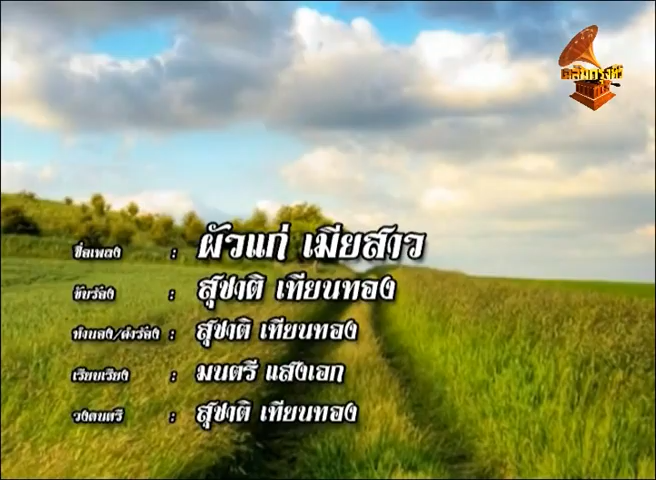 ชื่อเพลง : ผัวแก่ เมียสาว
ขับร้อง : สุชาติ เทียนทอง
ทำนอง/คำร้อง : สุชาติ เทียนทอง
เรียบเรียง : มนตรี แสงเอก
วงดนตรี : สุชาติ เทียนทอง